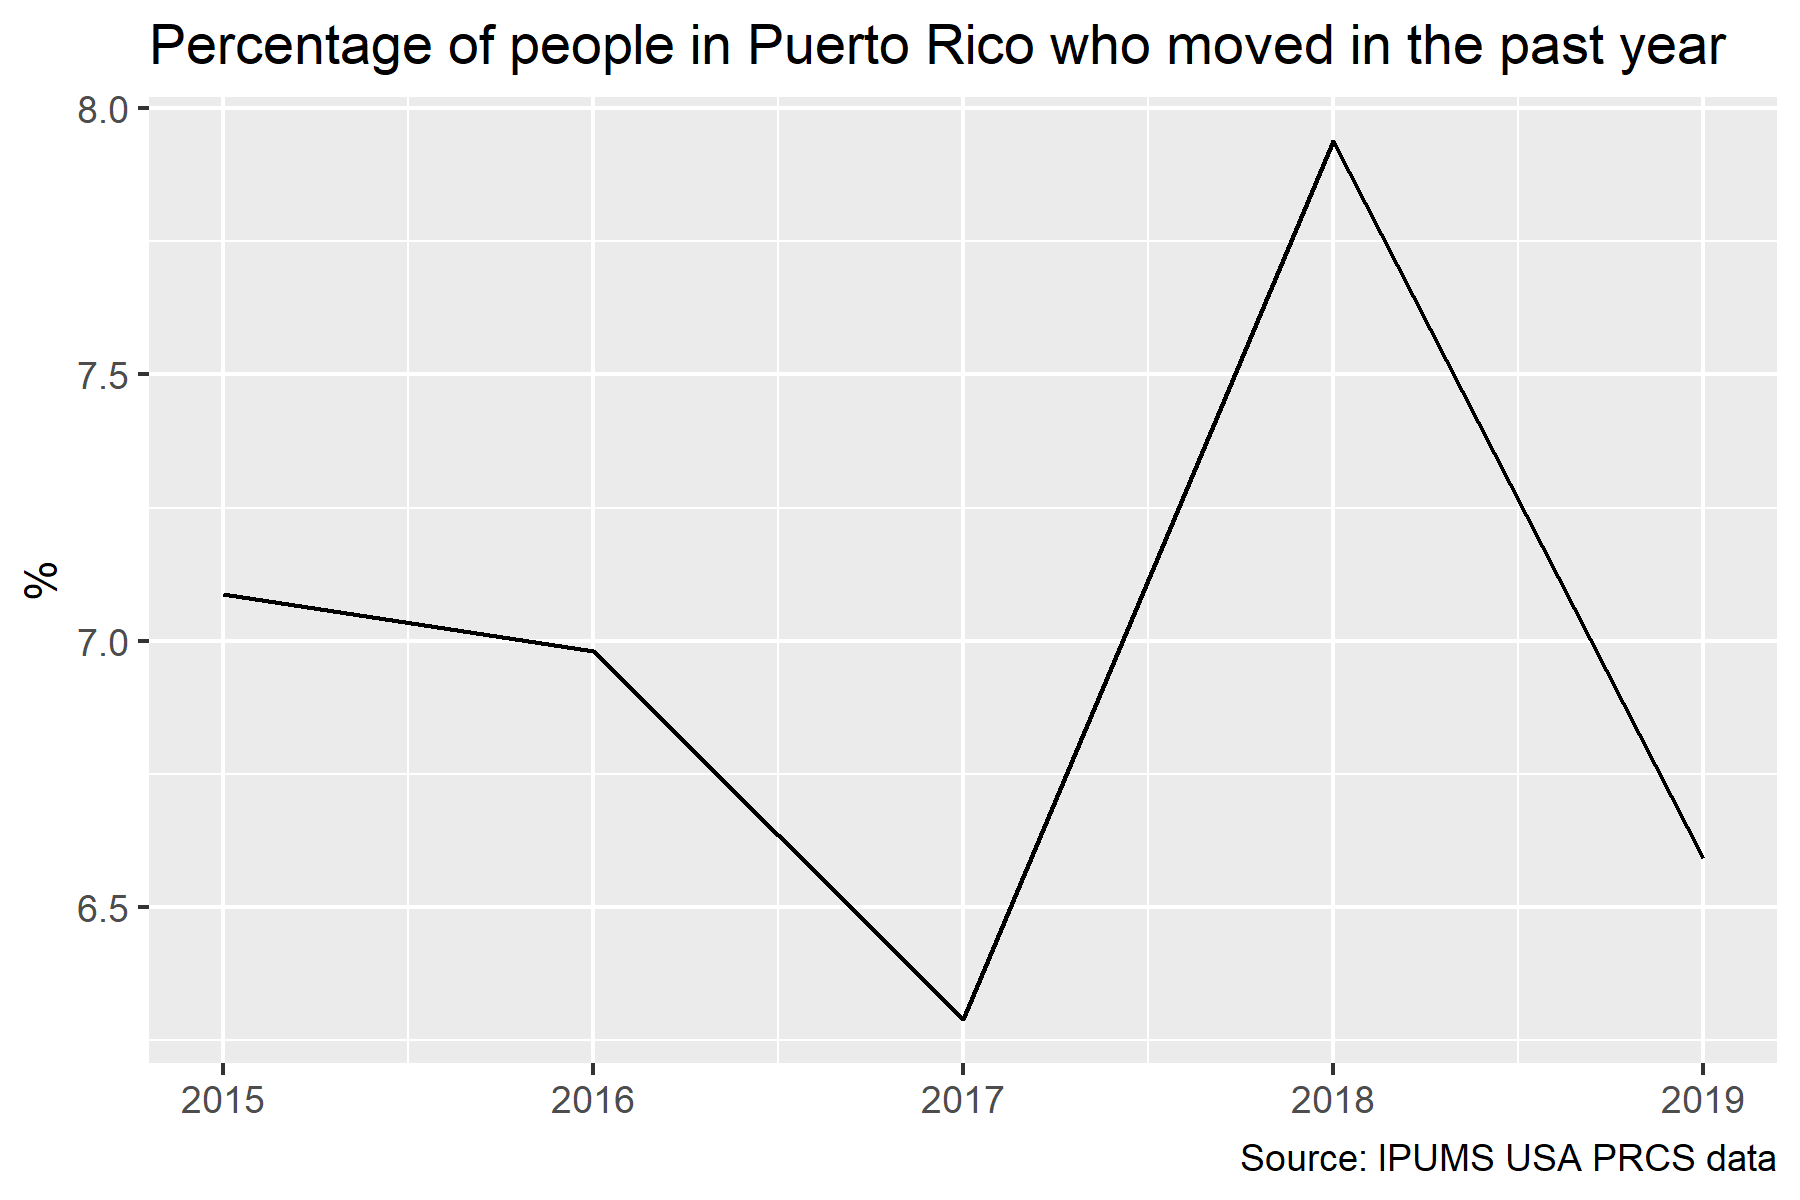 Percentage of people in Puerto Rico who moved in the past year
8.0
7.5
7.0
6.5
%
2015 2016 2017 2018 2019
Source: IPUMS USA PRCS data